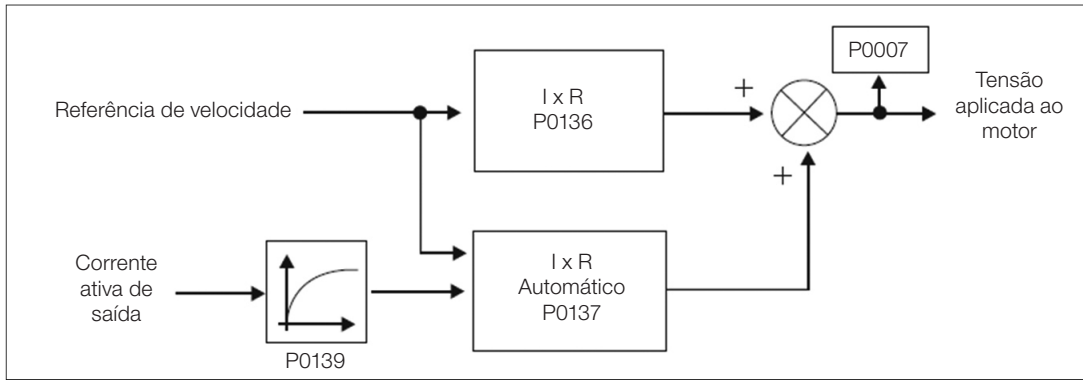 P0007
Referência de velocidade
I x R
P0136
+
Tensão
aplicada ao
motor
+
Corrente
ativa de
saída
P0139
I x R
Automático
P0137